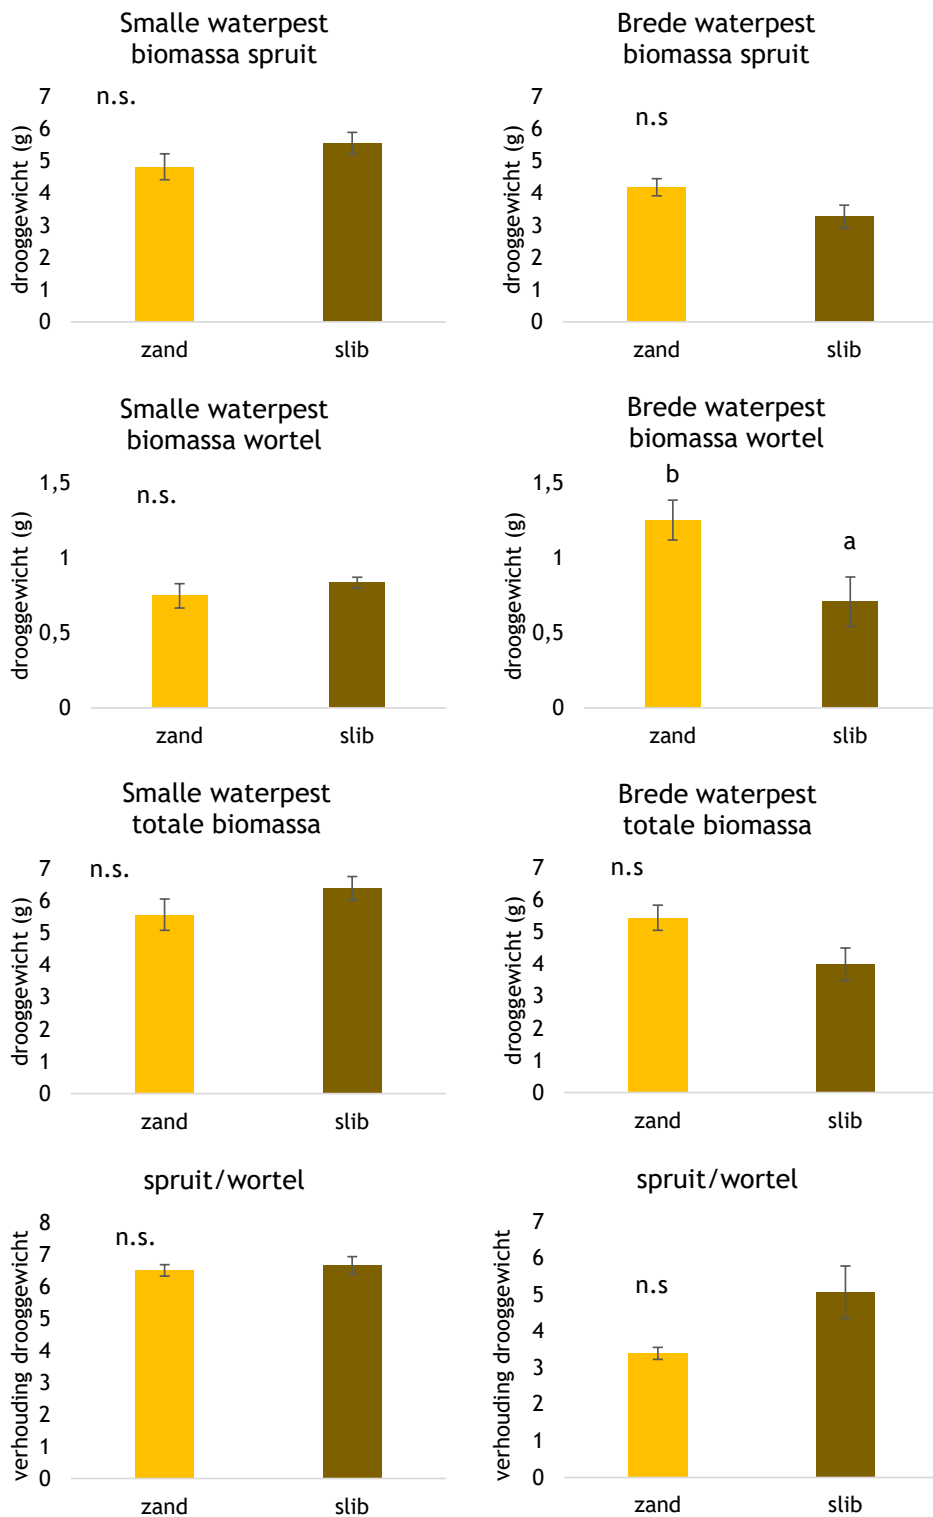 Smalle waterpest
biomassa spruit
n.s.
drooggewicht (g)
7
6
5
4
3
2
1
0
zand
slib
Brede waterpest
biomassa spruit
n.s
drooggewicht (g)
7
6
5
4
3
2
1
0
zand
slib
Smalle waterpest
biomassa wortel
n.s.
drooggewicht (g)
1,5
1
0,5
0
zand
slib
Brede waterpest
biomassa wortel
b
a
drooggewicht (g)
1,5
1
0,5
0
zand
slib
Smalle waterpest
totale biomassa
n.s.
drooggewicht (g)
7
6
5
4
3
2
1
0
zand
slib
Brede waterpest
totale biomassa
n.s
drooggewicht (g)
7
6
5
4
3
2
1
0
zand
slib
spruit/wortel
n.s.
verhouding drooggewicht
8
7
6
5
4
3
2
1
0
zand
slib
spruit/wortel
n.s
verhouding drooggewicht
7
6
5
4
3
2
1
0
zand
slib